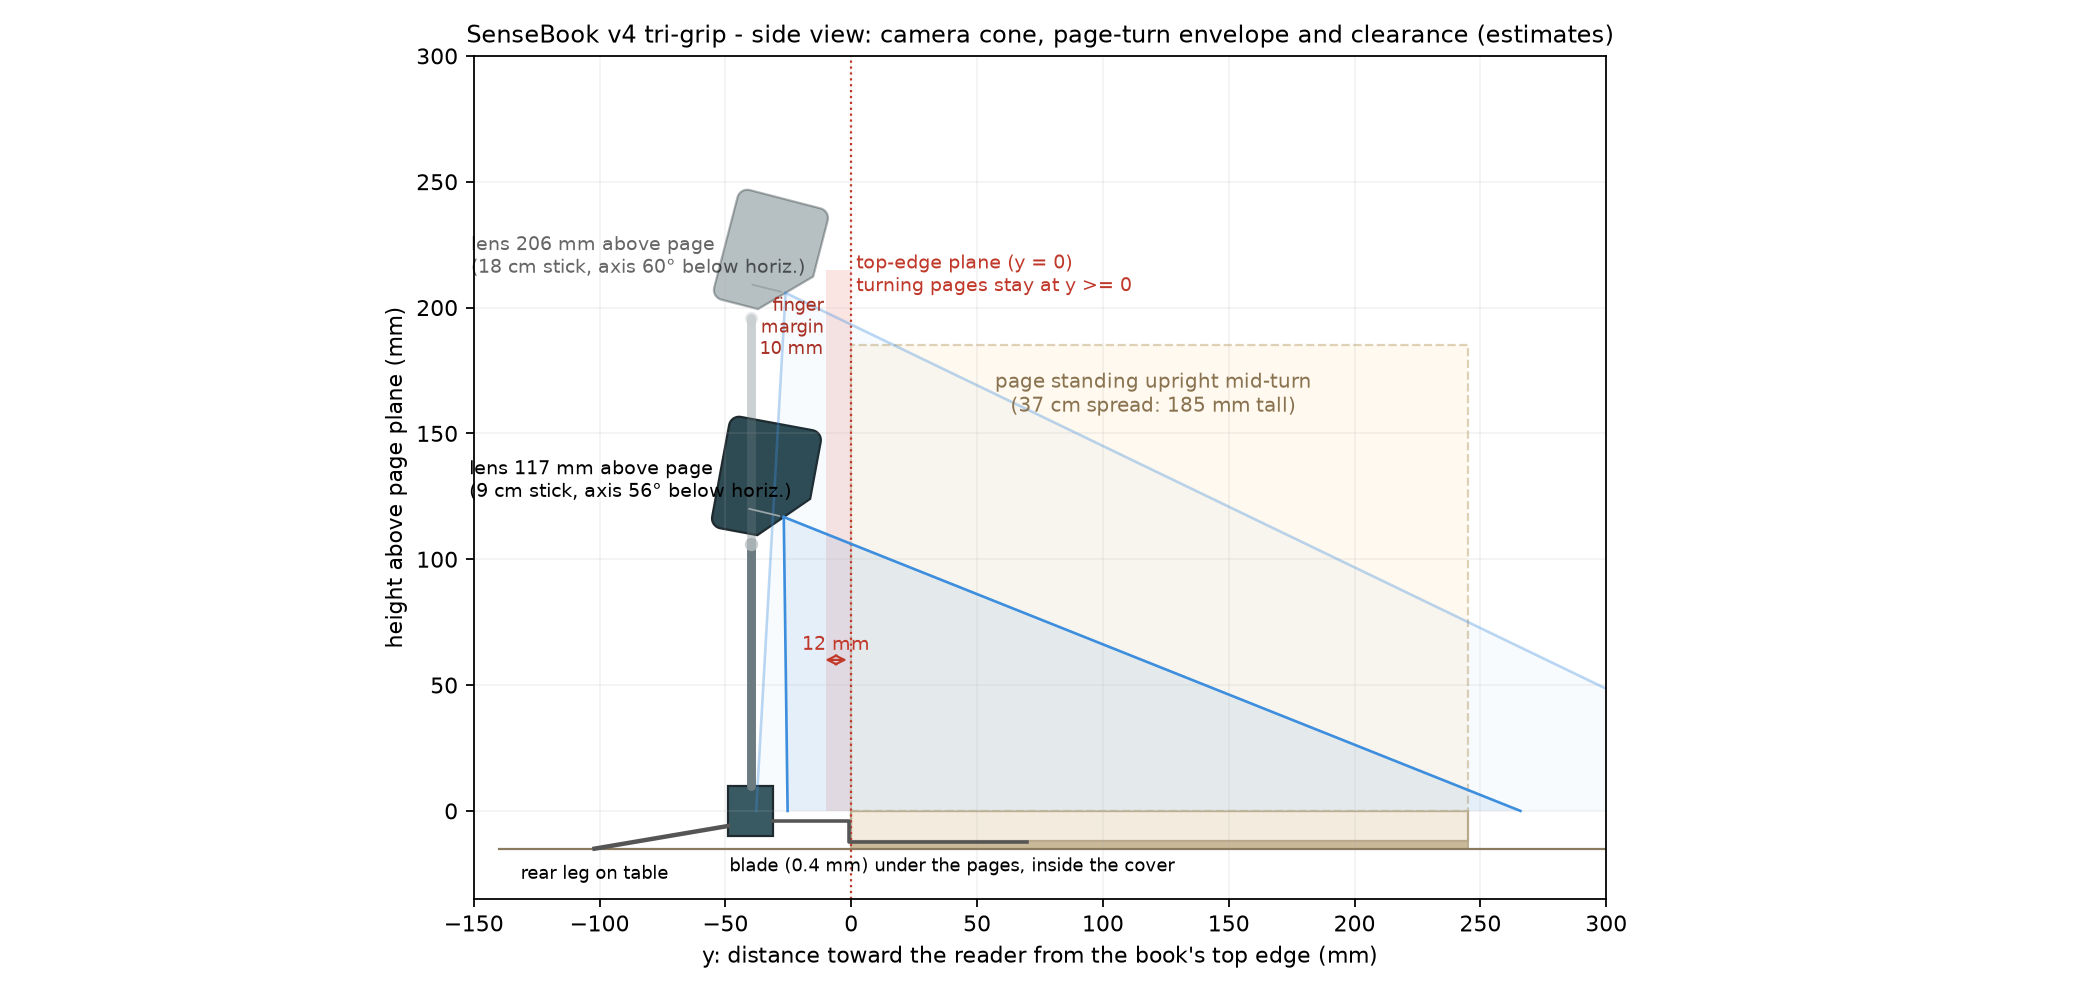 SenseBook v4 tri-grip - side view: camera cone, page-turn envelope and clearance (estimates)
300
250
200
150
100
50
0
height above page plane (mm)
lens 206 mm above page
(18 cm stick, axis 60° below horiz.)
top-edge plane (y = 0)
turning pages stay at y >= 0
finger
margin
10 mm
page standing upright mid-turn
(37 cm spread: 185 mm tall)
lens 117 mm above page
(9 cm stick, axis 56° below horiz.)
12 mm
rear leg on table
blade (0.4 mm) under the pages, inside the cover
−150
−100
−50
0
50
100
150
200
250
300
y: distance toward the reader from the book's top edge (mm)